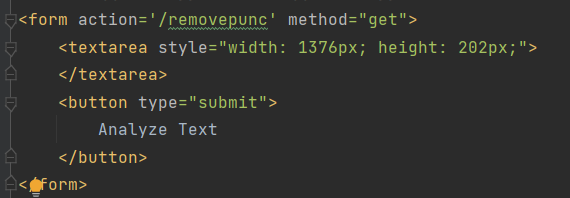 <form action='/removepunc' method="get">
    <textarea style="width: 1376px; height: 202px;">
    </textarea>
    <button type="submit">
        Analyze Text
    </button>
</form>